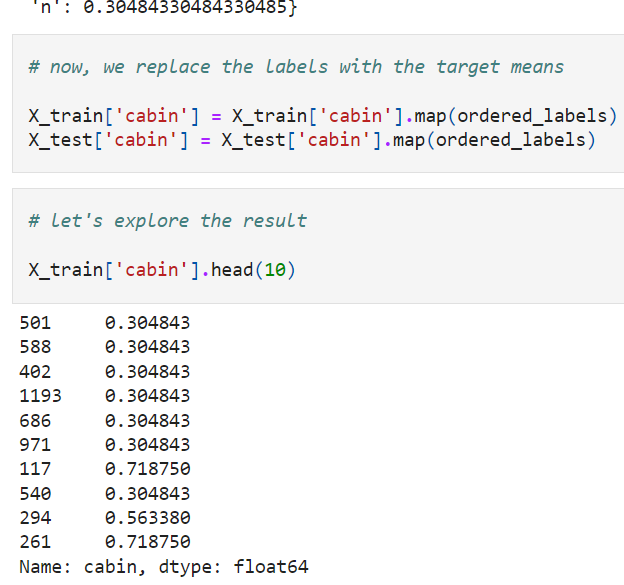 'n': 0.30484330484330485}
# now, we replace the labels with the target means
X_train['cabin'] = X_train['cabin'].map(ordered_labels)
X_test['cabin'] = X_test['cabin'].map(ordered_labels)
# let's explore the result
X_train['cabin'].head(10)
501     0.304843
588     0.304843
402     0.304843
1193    0.304843
686     0.304843
971     0.304843
117     0.718750
540     0.304843
294     0.563380
261     0.718750
Name: cabin, dtype: float64